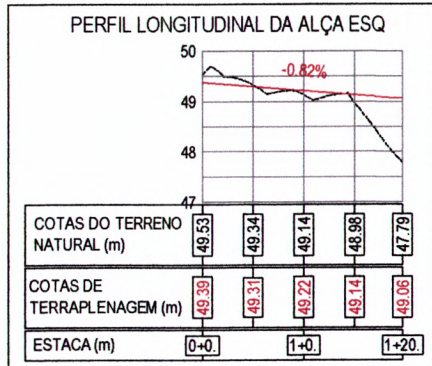 PERFIL LONGITUDINAL DA ALÇA ESQ
50
-0.82%
49
48
47
COTAS DO TERRENO NATURAL (m) 49.53 49.34 49.14 48.98 47.79
COTAS DE TERRAPLENAGEM (m) 49.39 49.31 49.22 49.14 49.06
ESTACA (m) 0+0. 1+0. 1+20.